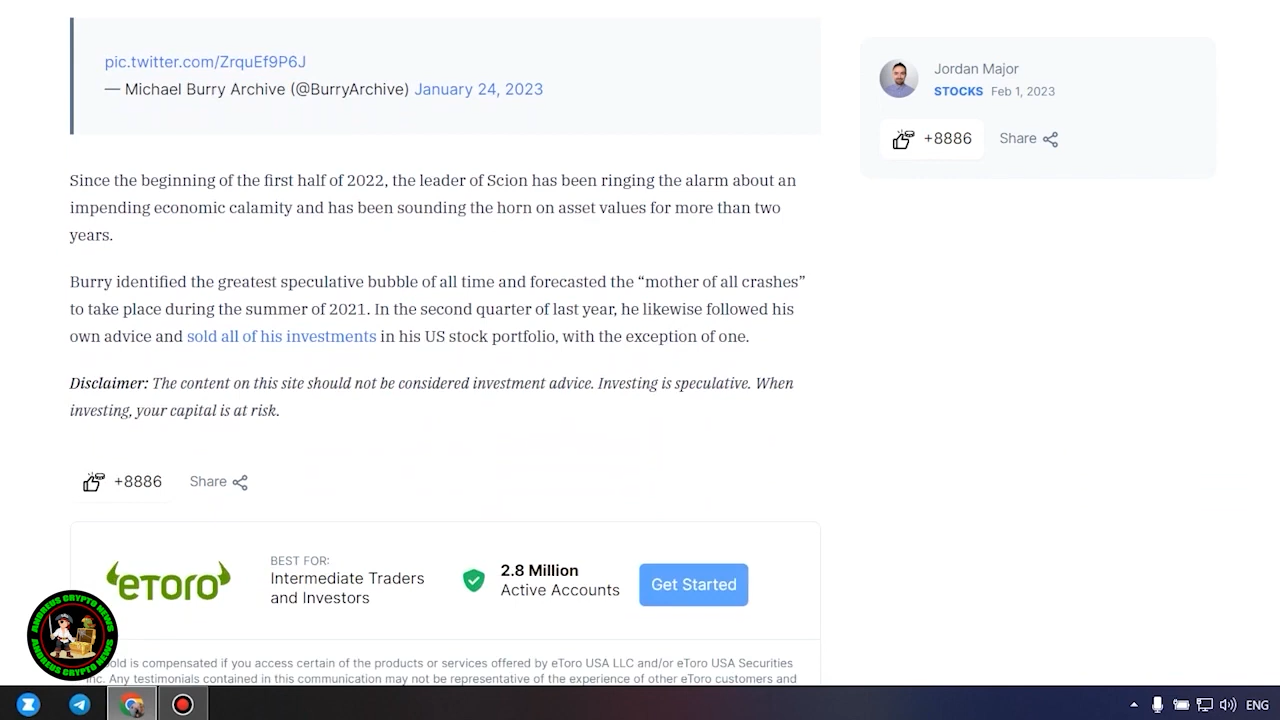 pic.twitter.com/ZrquEf9P6J
— Michael Burry Archive (@BurryArchive) January 24, 2023
Jordan Major
STOCKS Feb 1, 2023
+8886 Share
Since the beginning of the first half of 2022, the leader of Scion has been ringing the alarm about an
impending economic calamity and has been sounding the horn on asset values for more than two
years.
Burry identified the greatest speculative bubble of all time and forecasted the “mother of all crashes”
to take place during the summer of 2021. In the second quarter of last year, he likewise followed his
own advice and sold all of his investments in his US stock portfolio, with the exception of one.
Disclaimer: The content on this site should not be considered investment advice. Investing is speculative. When
investing, your capital is at risk.
+8886 Share
eToro
BEST FOR:
Intermediate Traders
and Investors
2.8 Million
Active Accounts
Get Started
ANDREUS CRYPTO NEWS
ANDREUS CRYPTO NEWS
is compensated if you access certain of the products or services offered by eToro USA LLC and/or eToro USA Securities
Inc. Any testimonials contained in this communication may not be representative of the experience of other eToro customers and
ENG